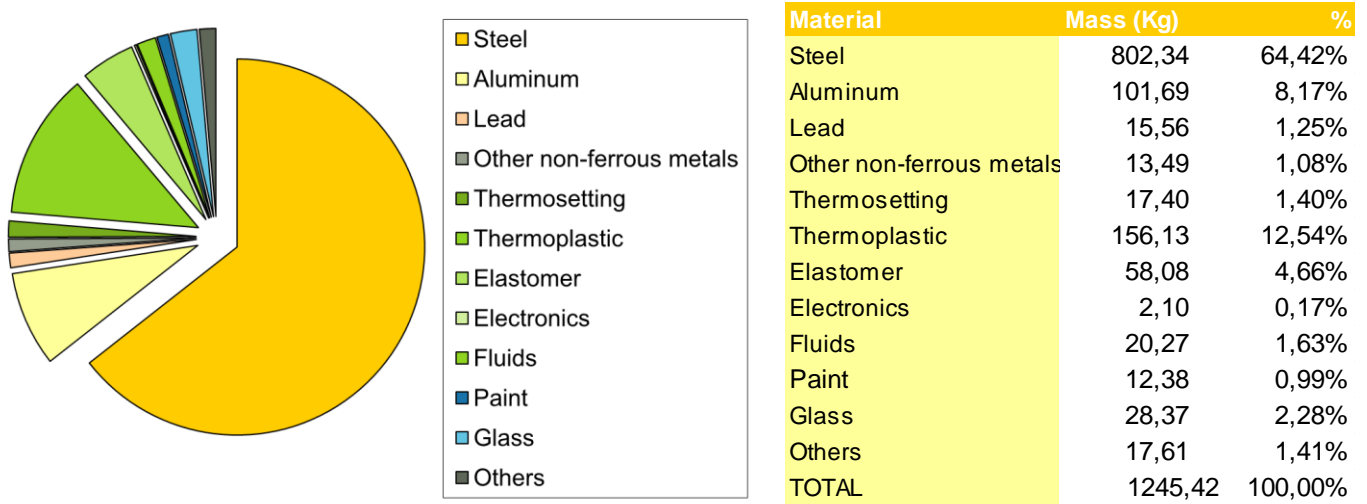 Steel
Aluminum
Lead
Other non-ferrous metals
Thermosetting
Thermoplastic
Elastomer
Electronics
Fluids
Paint
Glass
Others
Material Mass (Kg) %
Steel 802,34 64,42%
Aluminum 101,69 8,17%
Lead 15,56 1,25%
Other non-ferrous metals 13,49 1,08%
Thermosetting 17,40 1,40%
Thermoplastic 156,13 12,54%
Elastomer 58,08 4,66%
Electronics 2,10 0,17%
Fluids 20,27 1,63%
Paint 12,38 0,99%
Glass 28,37 2,28%
Others 17,61 1,41%
TOTAL 1245,42 100,00%